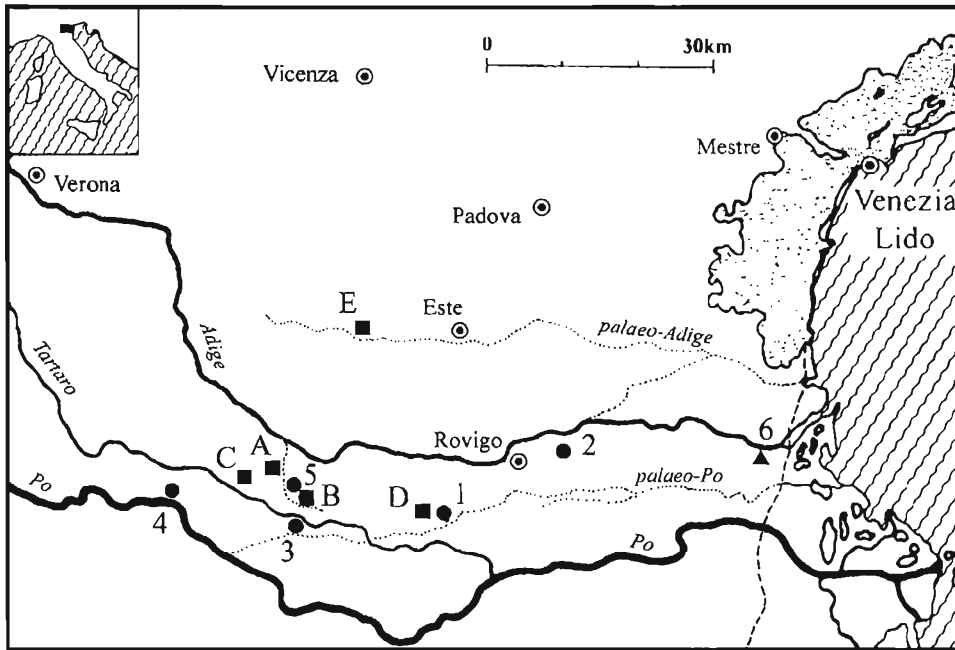 0 30km
Vicenza
Mestre
Verona
Venezia
Lido
Padova
E
Este
palaeo-Adige
Adige
Tartaro
Rovigo
2
6
A
C
5
B
D
1
palaeo-Po
Po
4
3
Po